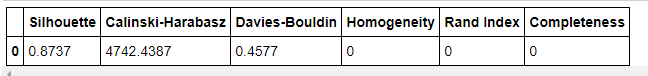 Silhouette Calinski-Harabasz Davies-Bouldin Homogeneity Rand Index Completeness
0 0.8737 4742.4387 0.4577 0 0 0